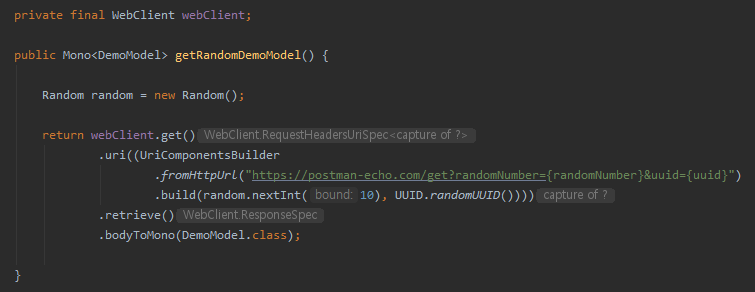 private final WebClient webClient;
public Mono<DemoModel> getRandomDemoModel() {
Random random = new Random();
return webClient.get() WebClient.RequestHeadersUriSpec<capture of ?>
.uri((UriComponentsBuilder
.fromHttpUrl("https://postman-echo.com/get?randomNumber={randomNumber}&uuid={uuid}")
.build(random.nextInt( bound: 10), UUID.randomUUID()))) capture of ?
.retrieve() WebClient.ResponseSpec
.bodyToMono(DemoModel.class);
}